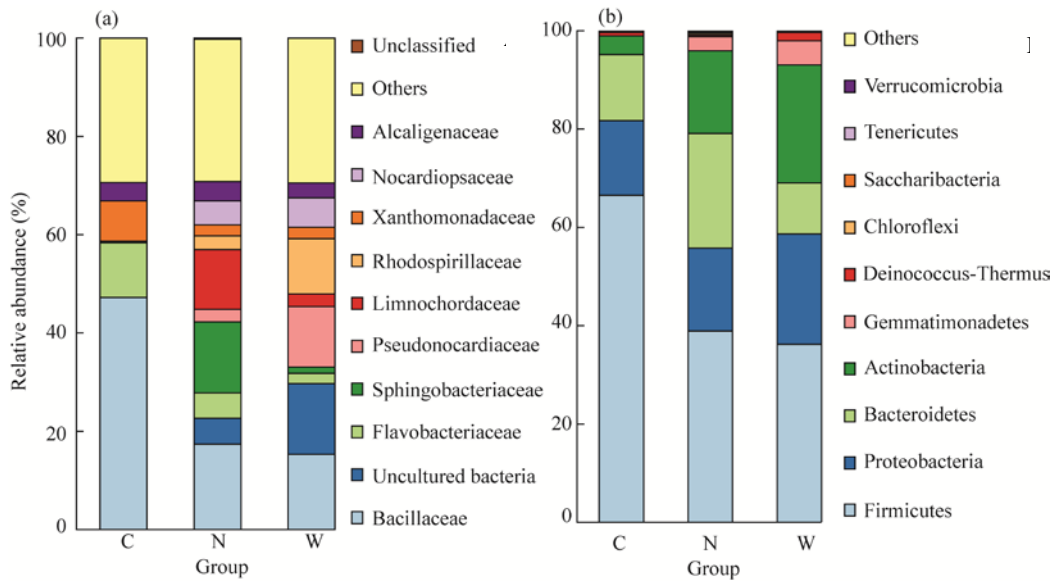 (a)
Relative abundance (%)
100
80
60
40
20
0
C N W
Group
Unclassified
Others
Alcaligenaceae
Nocardiopsaceae
Xanthomonadaceae
Rhodospirillaceae
Limnochordaceae
Pseudonocardiaceae
Sphingobacteriaceae
Flavobacteriaceae
Uncultured bacteria
Bacillaceae
(b)
100
80
60
40
20
0
C N W
Group
Others
Verrucomicrobia
Tenericutes
Saccharibacteria
Chloroflexi
Deinococcus-Thermus
Gemmatimonadetes
Actinobacteria
Bacteroidetes
Proteobacteria
Firmicutes